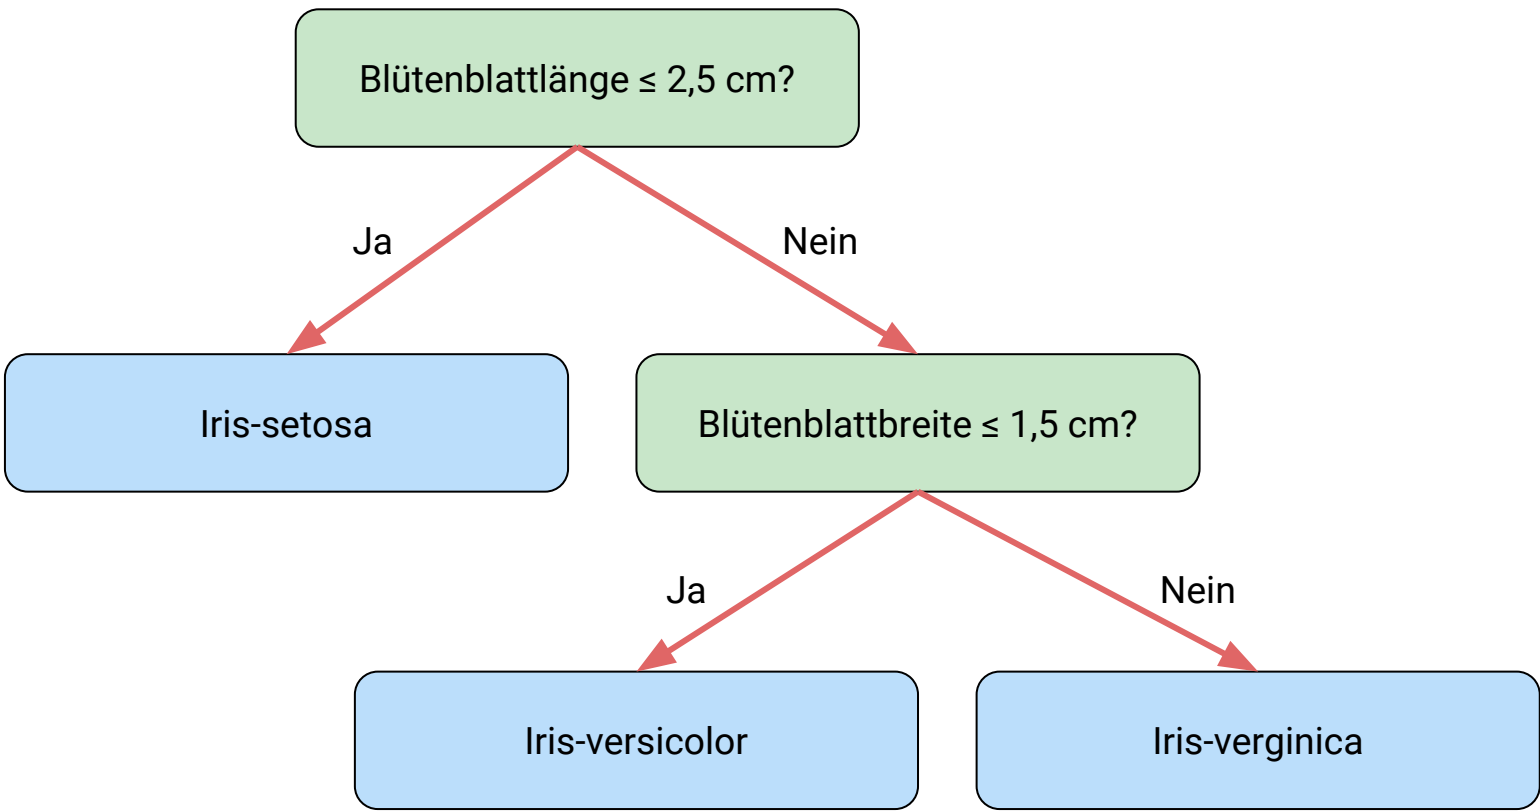 Blütenblattlänge ≤ 2,5 cm?
Ja
Nein
Iris-setosa
Blütenblattbreite ≤ 1,5 cm?
Ja
Nein
Iris-versicolor
Iris-verginica